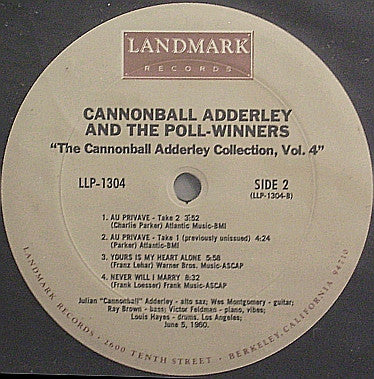 LANDMARK
RECORDS
CANNONBALL ADDERLEY
AND THE POLL-WINNERS
"The Cannonball Adderley Collection, Vol. 4"
LLP-1304
SIDE 2
(LLP-1304-B)
1. AU PRIVAVE - Take 2 3:52
(Charlie Parker) Atlantic Music-BMI
2. AU PRIVAVE - Take 1 (previously unissued) 4:24
(Parker) Atlantic-BMI
3. YOURS IS MY HEART ALONE 5:58
(Franz Lehar) Warner Bros. Music-ASCAP
4. NEVER WILL I MARRY 8:32
(Frank Loesser) Frank Music-ASCAP
Julian "Cannonball" Adderley - alto sax; Wes Montgomery - guitar;
Ray Brown - bass; Victor Feldman - piano, vibes;
Louis Hayes - drums. Los Angeles;
June 5, 1960.
LANDMARK RECORDS · 1600 TENTH STREET · BERKELEY, CALIFORNIA 94710